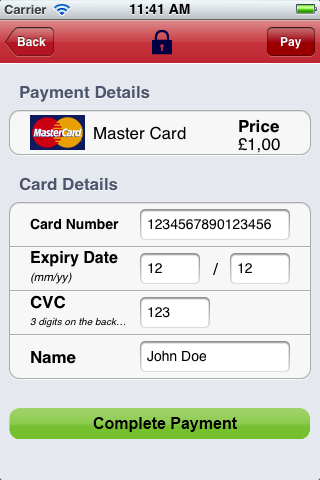 Carrier 11:41 AM
Back Pay
Payment Details
MasterCard Master Card Price
£1,00
Card Details
Card Number 1234567890123456
Expiry Date 12 / 12
(mm/yy)
CVC 123
3 digits on the back...
Name John Doe
Complete Payment